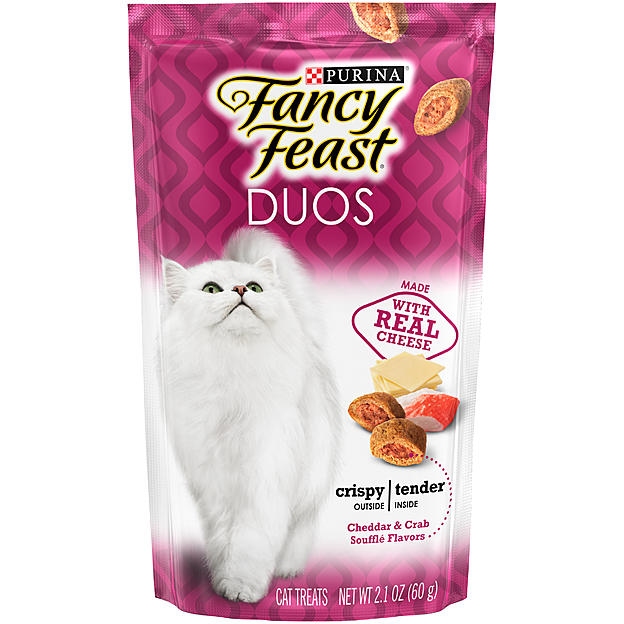 PURINA®
Fancy
Feast®
DUOS
MADE
WITH
REAL
CHEESE
crispy | tender
OUTSIDE | INSIDE
Cheddar & Crab
Soufflé Flavors
CAT TREATS NET WT 2.1 OZ (60 g)